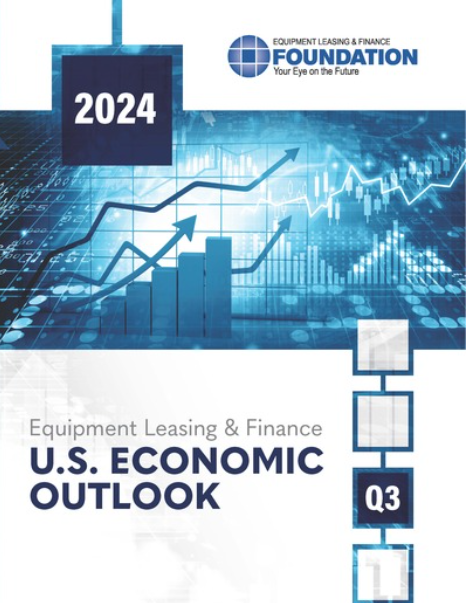 EQUIPMENT LEASING & FINANCE
FOUNDATION
Your Eye on the Future
2024
Equipment Leasing & Finance
U.S. ECONOMIC
OUTLOOK
Q3